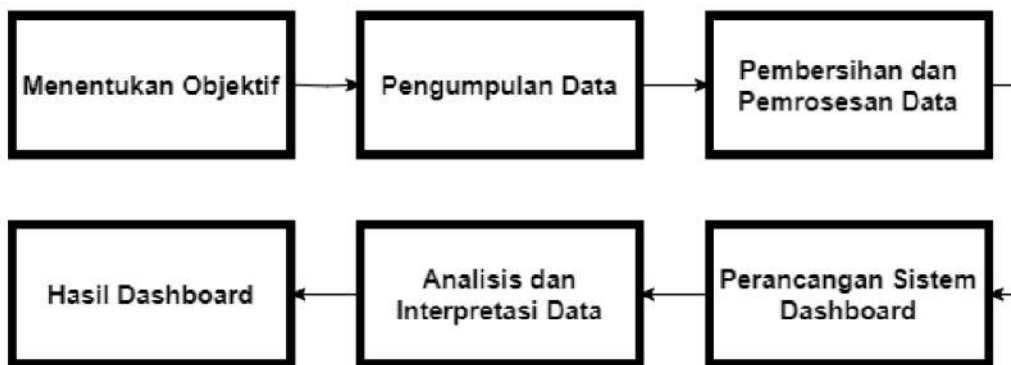 Menentukan Objektif
Pengumpulan Data
Pembersihan dan
Pemrosesan Data
Perancangan Sistem
Dashboard
Analisis dan
Interpretasi Data
Hasil Dashboard